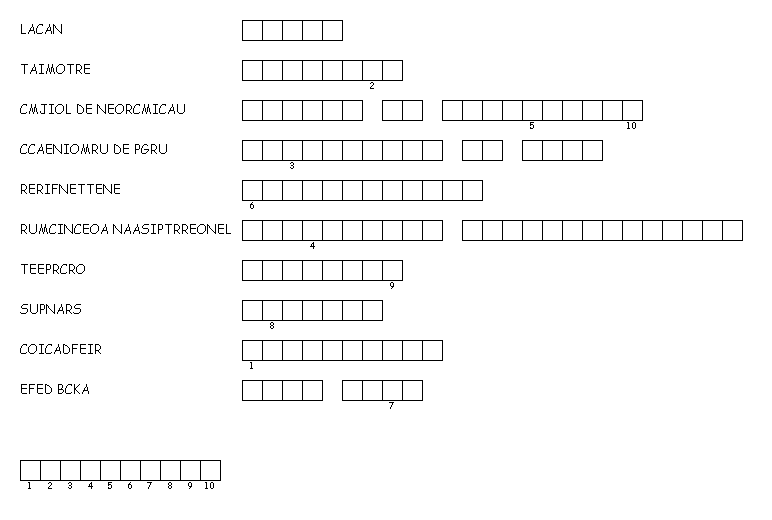 LACAN
TAIMOTRE
2
CMJIOL DE NEORCMICAU
5 10
CCAENIOMRU DE PGRU
3
RERIFNETTENE
6
RUMCINCEOA NAASIPTRREONEL
4
TEEPRCRO
9
SUPNARS
8
COICADFEIR
1
EFED BCKA
7
1 2 3 4 5 6 7 8 9 10